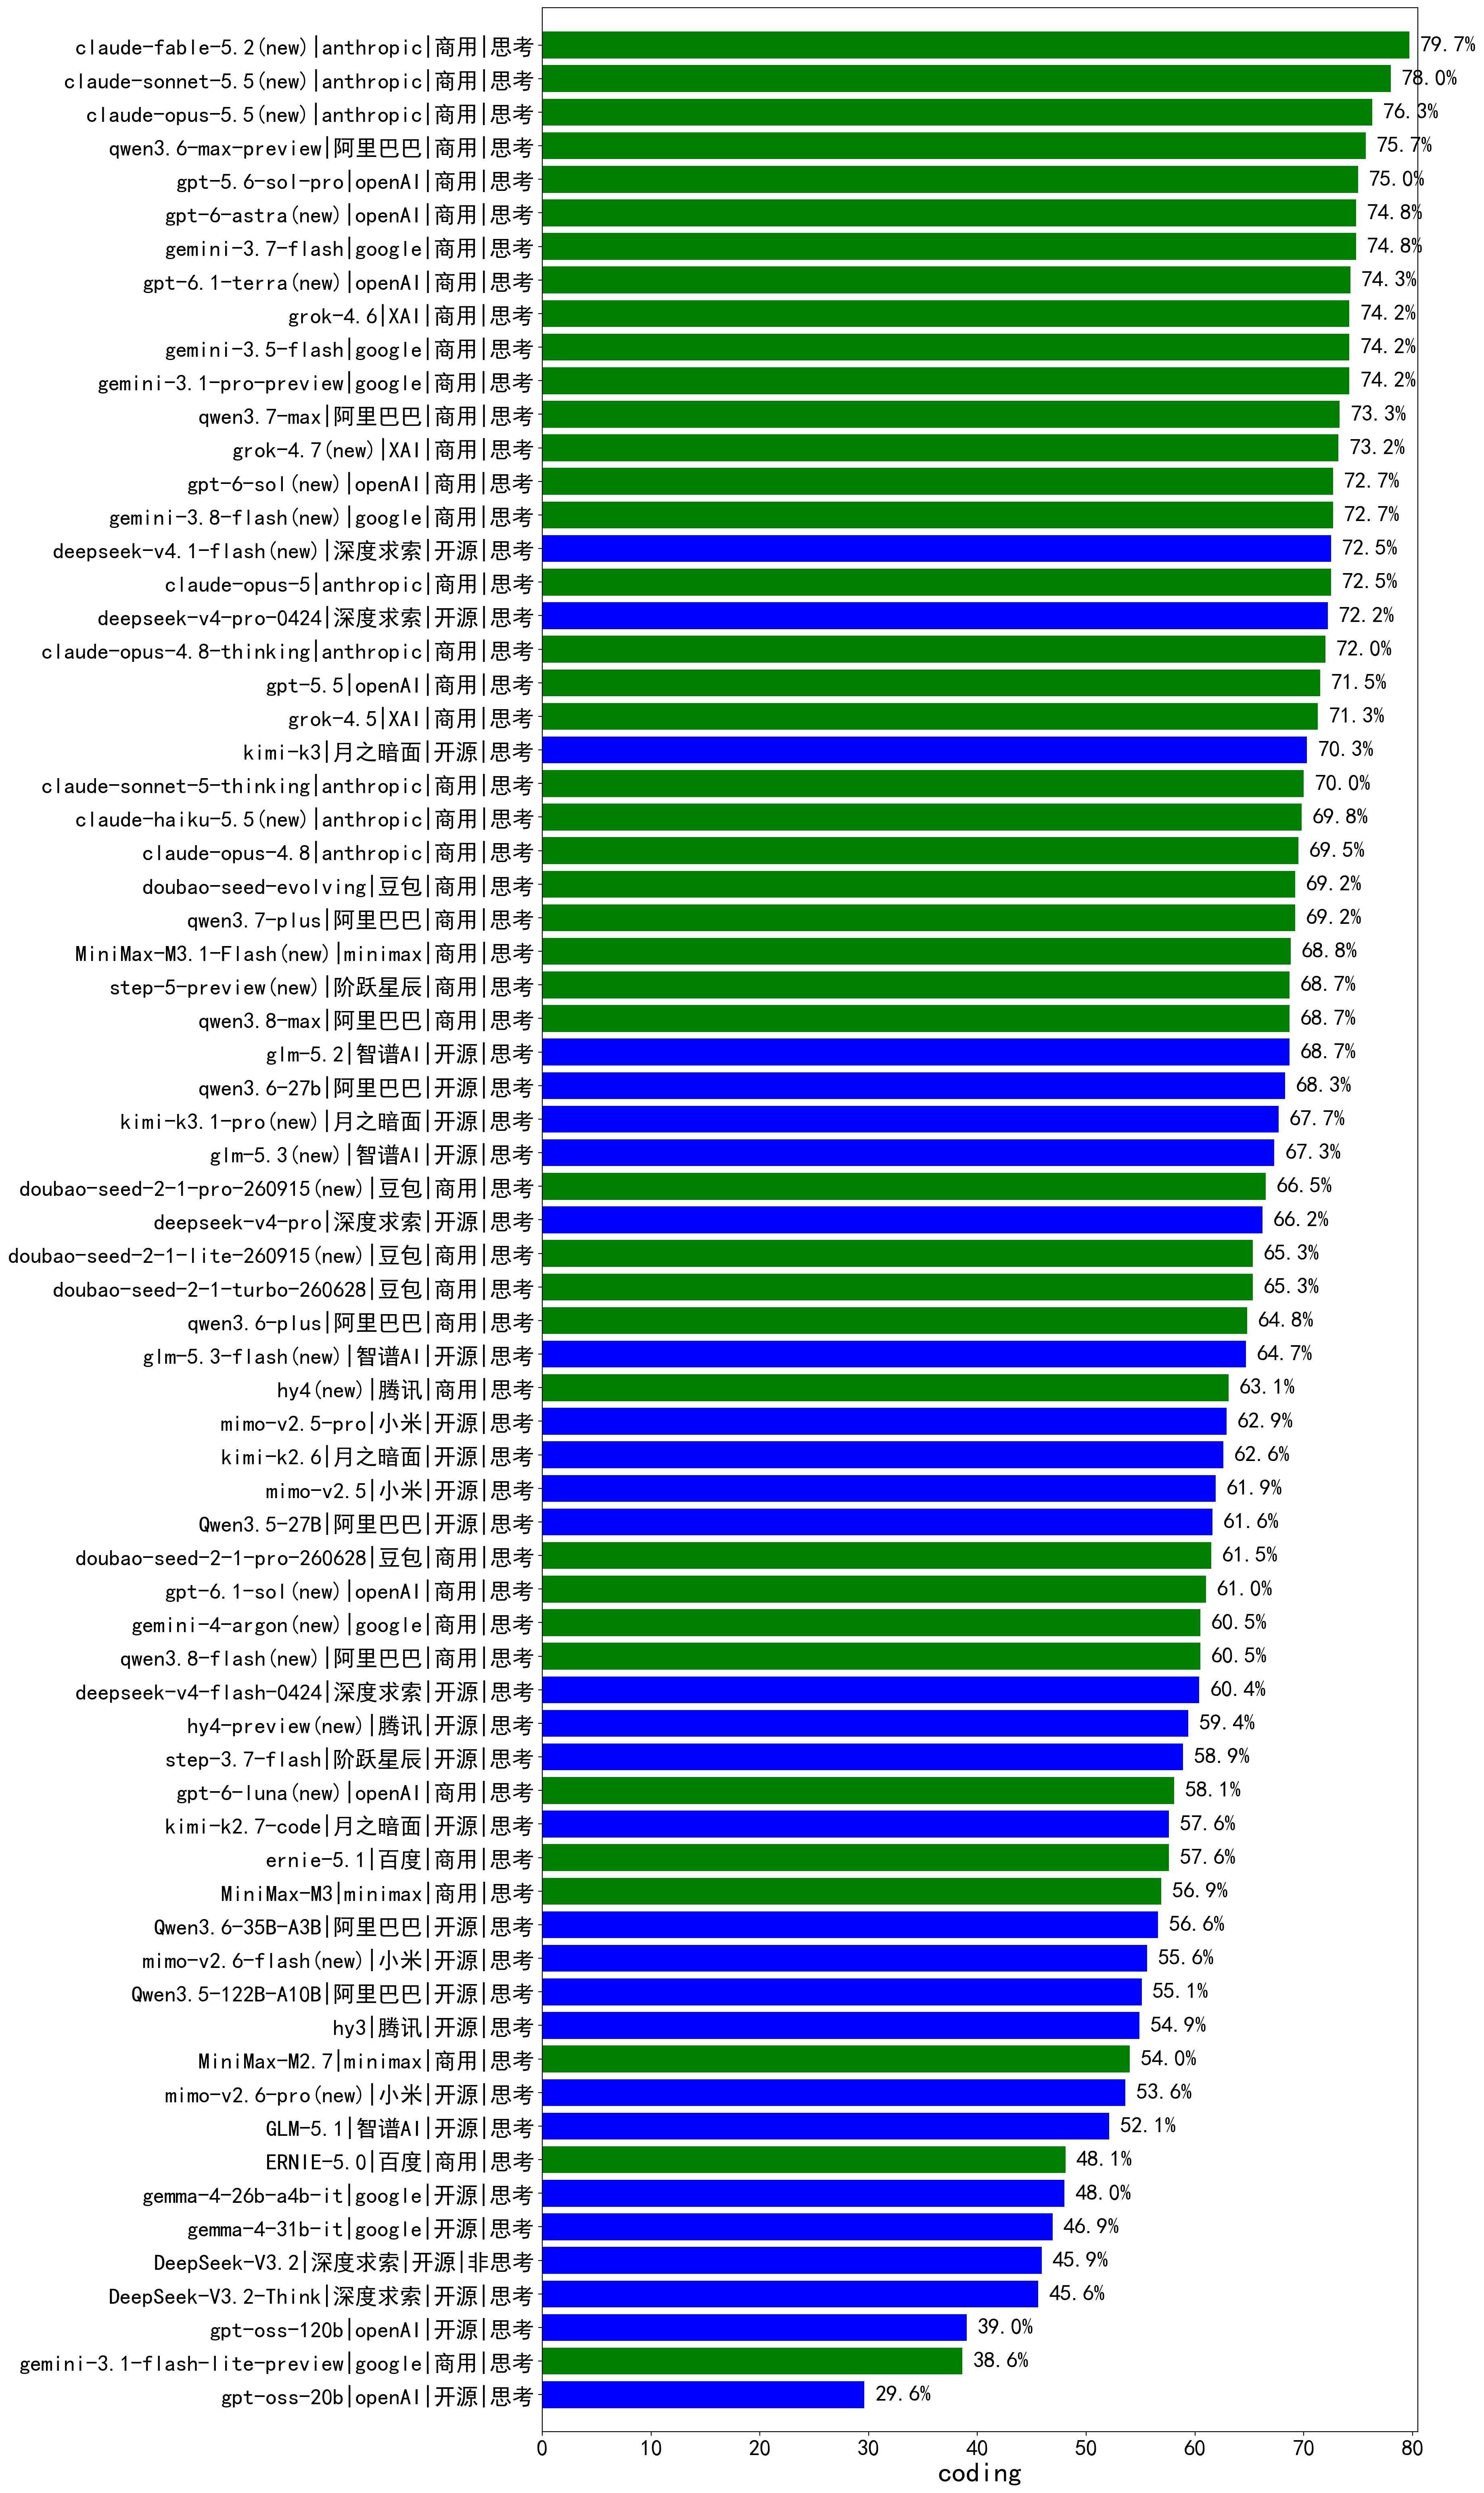 claude-fable-5.2(new)|anthropic|商用|思考 79.7%
claude-sonnet-5.5(new)|anthropic|商用|思考 78.0%
claude-opus-5.5(new)|anthropic|商用|思考 76.3%
qwen3.6-max-preview|阿里巴巴|商用|思考 75.7%
gpt-5.6-sol-pro|openAI|商用|思考 75.0%
gpt-6-astra(new)|openAI|商用|思考 74.8%
gemini-3.7-flash|google|商用|思考 74.8%
gpt-6.1-terra(new)|openAI|商用|思考 74.3%
grok-4.6|XAI|商用|思考 74.2%
gemini-3.5-flash|google|商用|思考 74.2%
gemini-3.1-pro-preview|google|商用|思考 74.2%
qwen3.7-max|阿里巴巴|商用|思考 73.3%
grok-4.7(new)|XAI|商用|思考 73.2%
gpt-6-sol(new)|openAI|商用|思考 72.7%
gemini-3.8-flash(new)|google|商用|思考 72.7%
deepseek-v4.1-flash(new)|深度求索|开源|思考 72.5%
claude-opus-5|anthropic|商用|思考 72.5%
deepseek-v4-pro-0424|深度求索|开源|思考 72.2%
claude-opus-4.8-thinking|anthropic|商用|思考 72.0%
gpt-5.5|openAI|商用|思考 71.5%
grok-4.5|XAI|商用|思考 71.3%
kimi-k3|月之暗面|开源|思考 70.3%
claude-sonnet-5-thinking|anthropic|商用|思考 70.0%
claude-haiku-5.5(new)|anthropic|商用|思考 69.8%
claude-opus-4.8|anthropic|商用|思考 69.5%
doubao-seed-evolving|豆包|商用|思考 69.2%
qwen3.7-plus|阿里巴巴|商用|思考 69.2%
MiniMax-M3.1-Flash(new)|minimax|商用|思考 68.8%
step-5-preview(new)|阶跃星辰|商用|思考 68.7%
qwen3.8-max|阿里巴巴|商用|思考 68.7%
glm-5.2|智谱AI|开源|思考 68.7%
qwen3.6-27b|阿里巴巴|开源|思考 68.3%
kimi-k3.1-pro(new)|月之暗面|开源|思考 67.7%
glm-5.3(new)|智谱AI|开源|思考 67.3%
doubao-seed-2-1-pro-260915(new)|豆包|商用|思考 66.5%
deepseek-v4-pro|深度求索|开源|思考 66.2%
doubao-seed-2-1-lite-260915(new)|豆包|商用|思考 65.3%
doubao-seed-2-1-turbo-260628|豆包|商用|思考 65.3%
qwen3.6-plus|阿里巴巴|商用|思考 64.8%
glm-5.3-flash(new)|智谱AI|开源|思考 64.7%
hy4(new)|腾讯|商用|思考 63.1%
mimo-v2.5-pro|小米|开源|思考 62.9%
kimi-k2.6|月之暗面|开源|思考 62.6%
mimo-v2.5|小米|开源|思考 61.9%
Qwen3.5-27B|阿里巴巴|开源|思考 61.6%
doubao-seed-2-1-pro-260628|豆包|商用|思考 61.5%
gpt-6.1-sol(new)|openAI|商用|思考 61.0%
gemini-4-argon(new)|google|商用|思考 60.5%
qwen3.8-flash(new)|阿里巴巴|商用|思考 60.5%
deepseek-v4-flash-0424|深度求索|开源|思考 60.4%
hy4-preview(new)|腾讯|开源|思考 59.4%
step-3.7-flash|阶跃星辰|开源|思考 58.9%
gpt-6-luna(new)|openAI|商用|思考 58.1%
kimi-k2.7-code|月之暗面|开源|思考 57.6%
ernie-5.1|百度|商用|思考 57.6%
MiniMax-M3|minimax|商用|思考 56.9%
Qwen3.6-35B-A3B|阿里巴巴|开源|思考 56.6%
mimo-v2.6-flash(new)|小米|开源|思考 55.6%
Qwen3.5-122B-A10B|阿里巴巴|开源|思考 55.1%
hy3|腾讯|开源|思考 54.9%
MiniMax-M2.7|minimax|商用|思考 54.0%
mimo-v2.6-pro(new)|小米|开源|思考 53.6%
GLM-5.1|智谱AI|开源|思考 52.1%
ERNIE-5.0|百度|商用|思考 48.1%
gemma-4-26b-a4b-it|google|开源|思考 48.0%
gemma-4-31b-it|google|开源|思考 46.9%
DeepSeek-V3.2|深度求索|开源|非思考 45.9%
DeepSeek-V3.2-Think|深度求索|开源|思考 45.6%
gpt-oss-120b|openAI|开源|思考 39.0%
gemini-3.1-flash-lite-preview|google|商用|思考 38.6%
gpt-oss-20b|openAI|开源|思考 29.6%
0 10 20 30 40 50 60 70 80
coding